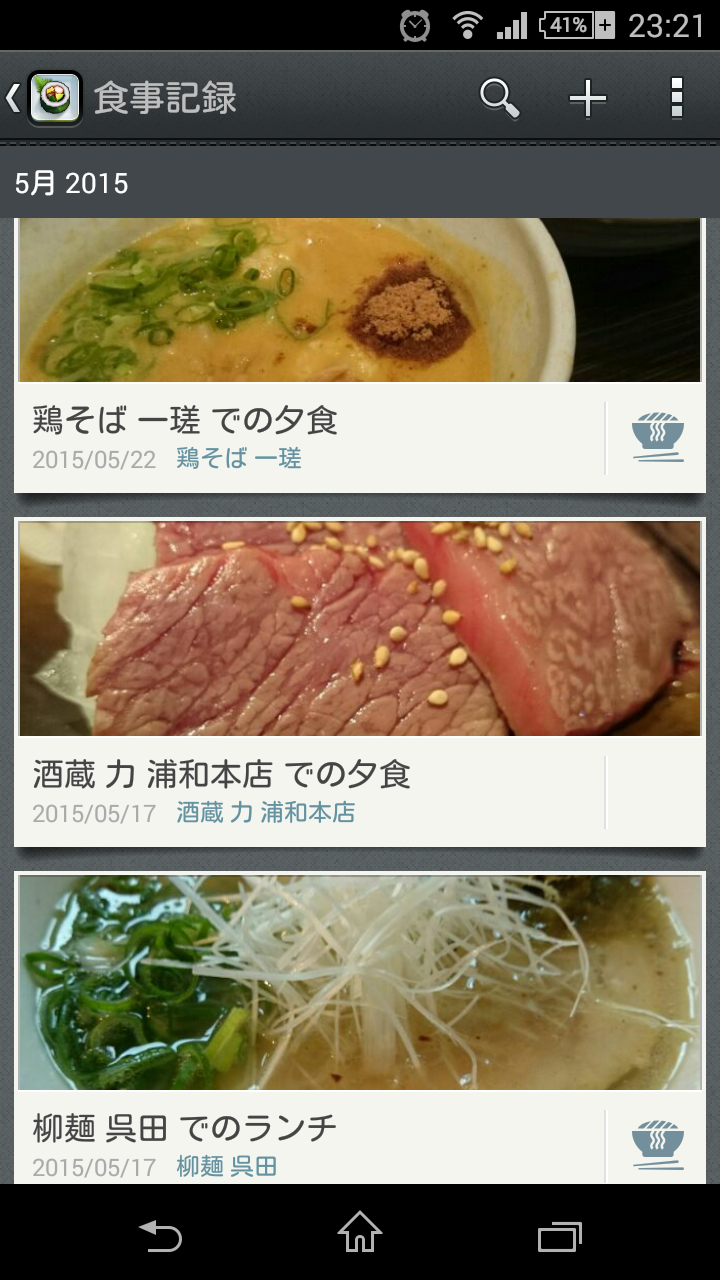 41% 23:21
食事記録
5月 2015
鶏そば 一瑳 での夕食
2015/05/22 鶏そば 一瑳
酒蔵 力 浦和本店 での夕食
2015/05/17 酒蔵 力 浦和本店
柳麺 呉田 でのランチ
2015/05/17 柳麺 呉田